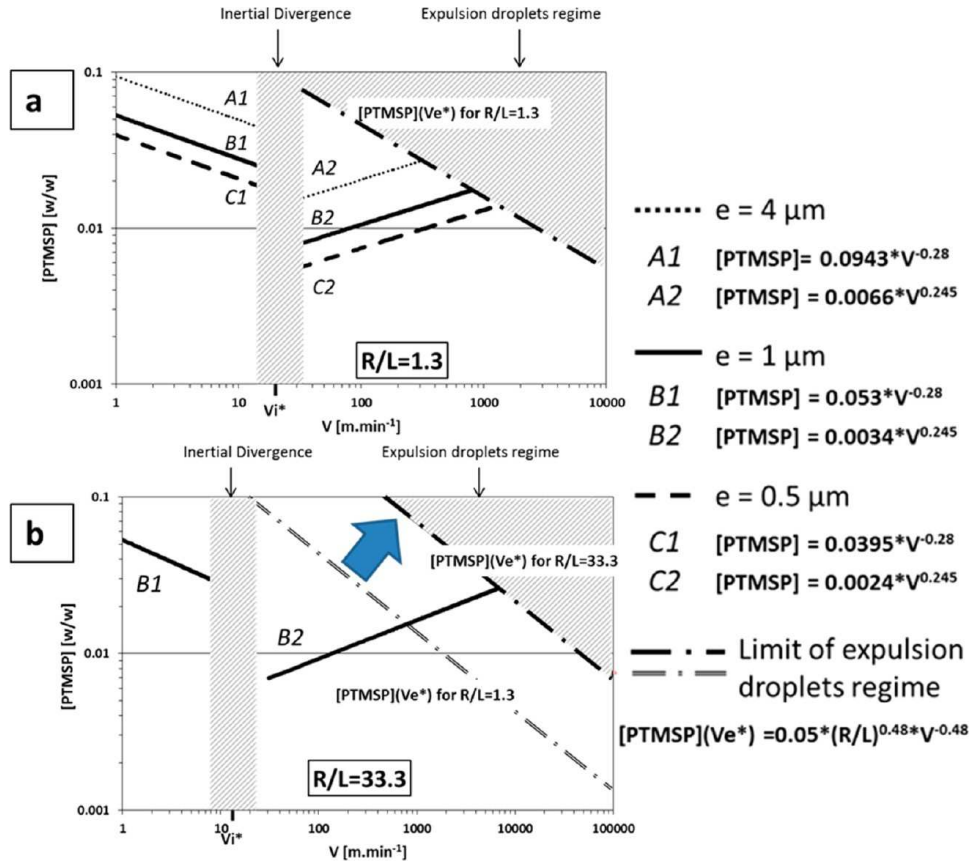 Inertial Divergence
Expulsion droplets regime
a
0.1
0.01
0.001
[PTMSP] [w/w]
A1
B1
C1
A2
B2
C2
[PTMSP](Ve*) for R/L=1.3
R/L=1.3
1
10
100
1000
10000
Vi*
V [m.min-1]
Inertial Divergence
Expulsion droplets regime
b
0.1
0.01
0.001
[PTMSP] [w/w]
B1
B2
[PTMSP](Ve*) for R/L=33.3
[PTMSP](Ve*) for R/L=1.3
R/L=33.3
1
10
100
1000
10000
100000
Vi*
V [m.min-1]
e = 4 µm
A1 [PTMSP]= 0.0943*V-0.28
A2 [PTMSP] = 0.0066*V0.245
e = 1 µm
B1 [PTMSP] = 0.053*V-0.28
B2 [PTMSP] = 0.0034*V0.245
e = 0.5 µm
C1 [PTMSP] = 0.0395*V-0.28
C2 [PTMSP] = 0.0024*V0.245
Limit of expulsion
droplets regime
[PTMSP](Ve*) =0.05*(R/L)0.48*V-0.48